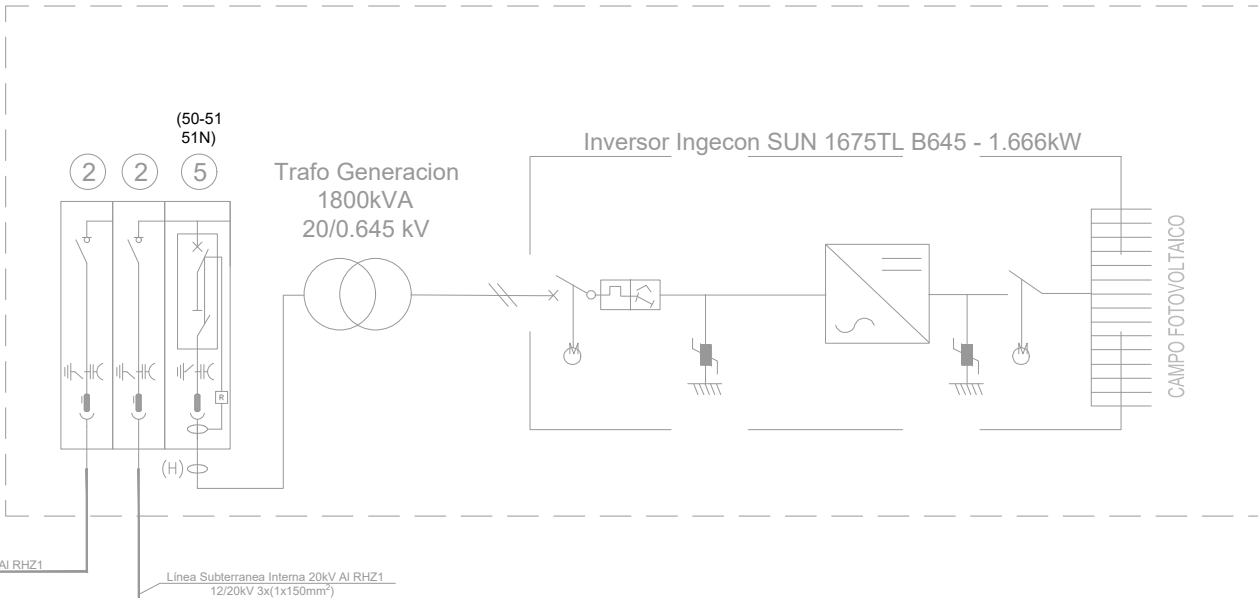 (50-51
51N)
2
2
5
Trafo Generacion
1800kVA
20/0.645 kV
Inversor Ingecon SUN 1675TL B645 - 1.666kW
M
M
CAMPO FOTOVOLTAICO
R
(H)
Al RHZ1
Línea Subterranea Interna 20kV Al RHZ1
12/20kV 3x(1x150mm²)